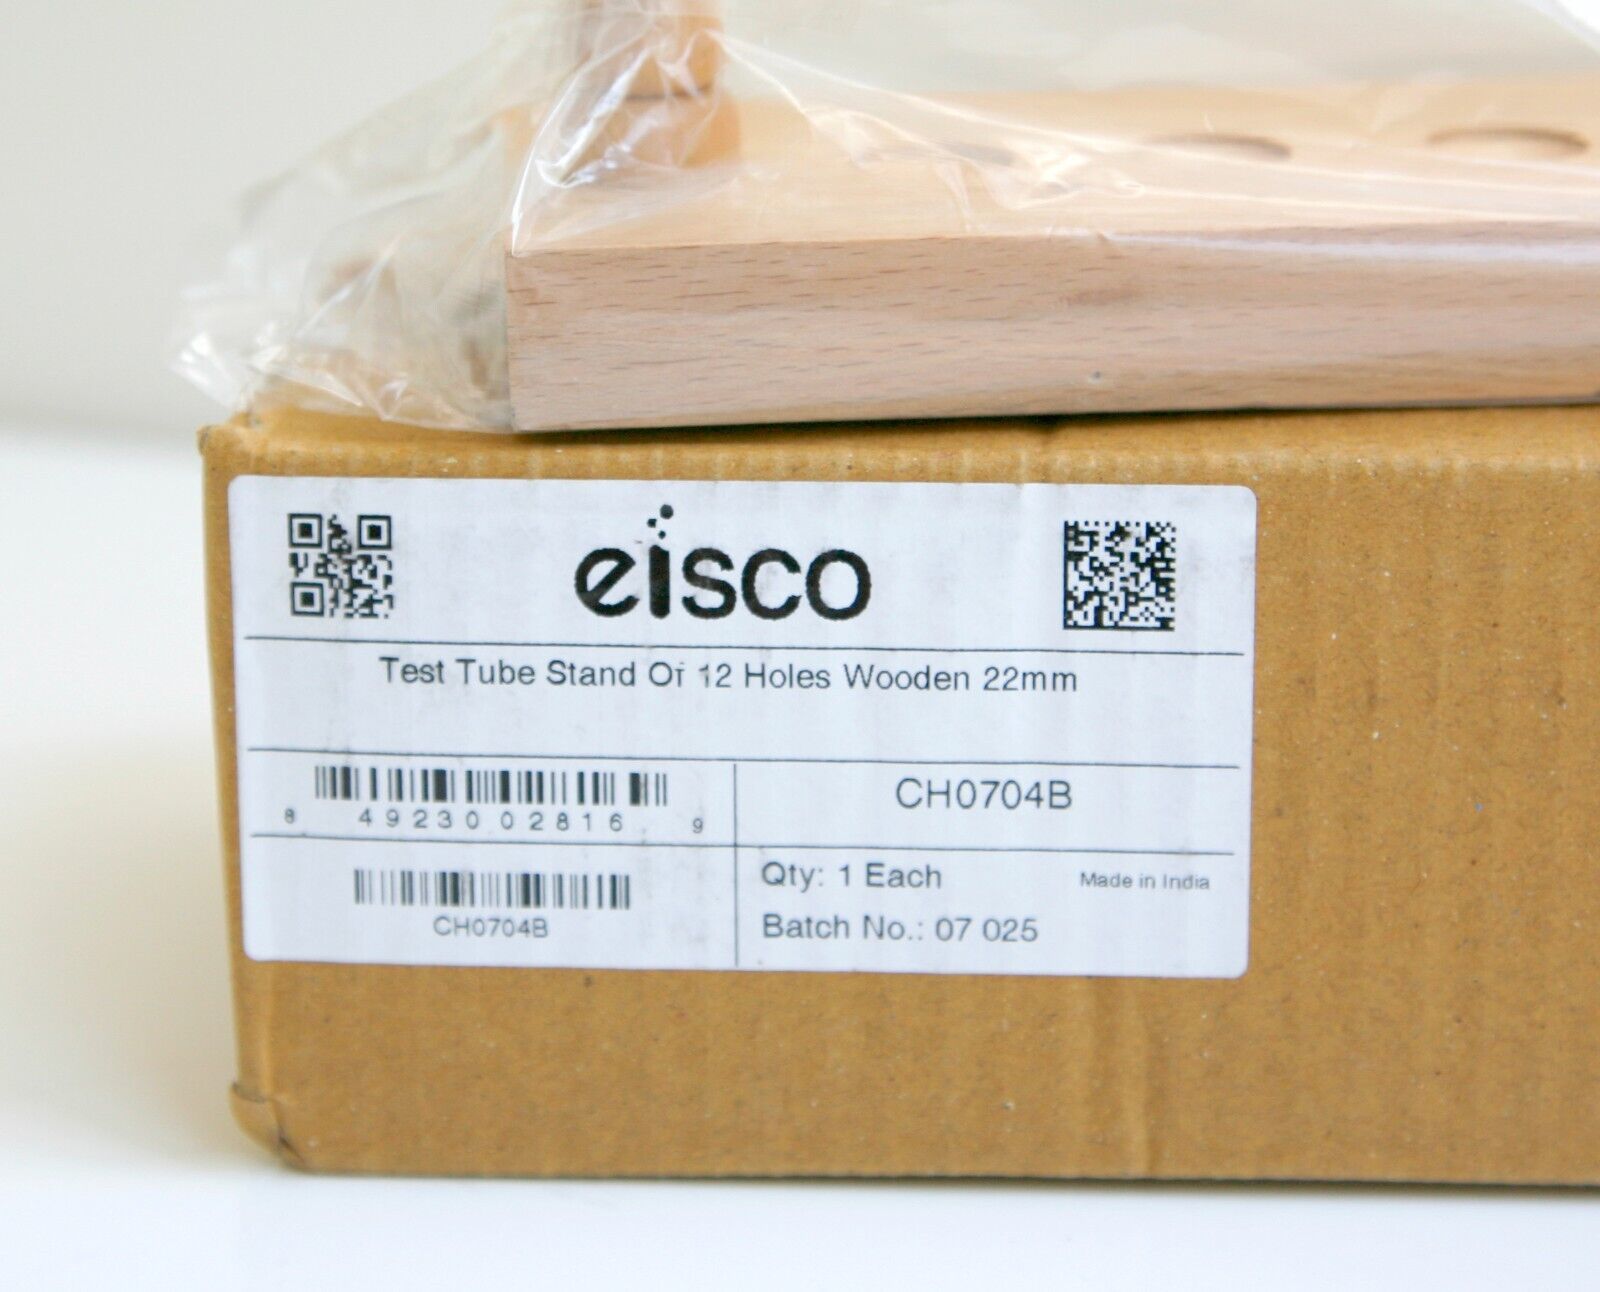 eisco
Test Tube Stand Of 12 Holes Wooden 22mm
8 49230 02816 9
CH0704B
CH0704B
Qty: 1 Each
Made in India
Batch No.: 07 025